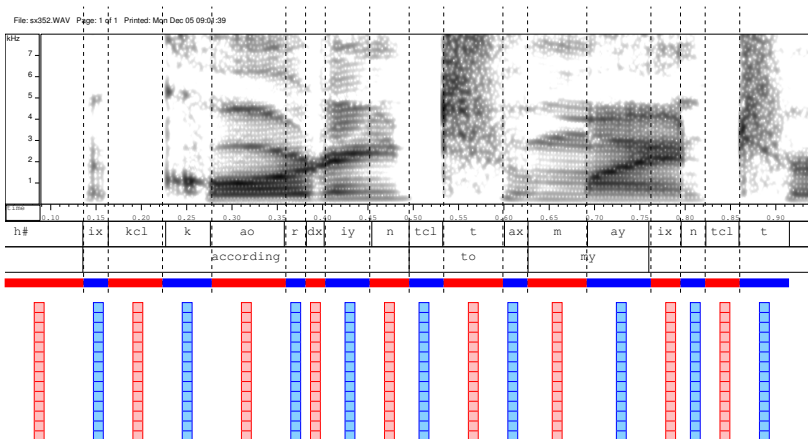 File: sx352.WAV Page: 1 of 1 Printed: Mon Dec 05 09:01:39
kHz
7
6
5
4
3
2
1
time 0.10 0.15 0.20 0.25 0.30 0.35 0.40 0.45 0.50 0.55 0.60 0.65 0.70 0.75 0.80 0.85 0.90
h# ix kcl k ao r dx iy n tcl t ax m ay ix n tcl t
according to my